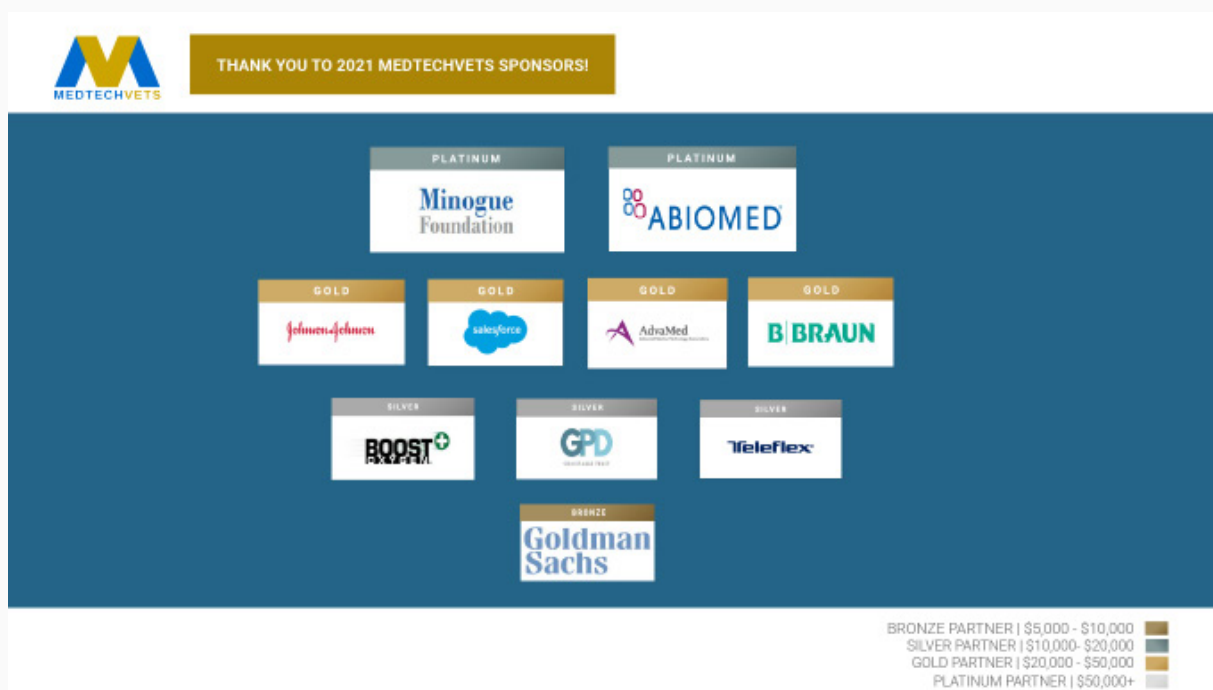 THANK YOU TO 2021 MEDTECHVETS SPONSORS!
MEDTECHVETS
PLATINUM
PLATINUM
Minogue
Foundation
ABIOMED
GOLD
GOLD
GOLD
GOLD
Johnson & Johnson
salesforce
AdvaMed
B|BRAUN
SILVER
SILVER
SILVER
BOOST
OXYGEN
GPD
Teleflex
BRONZE
Goldman
Sachs
BRONZE PARTNER | $5,000 - $10,000
SILVER PARTNER | $10,000- $20,000
GOLD PARTNER | $20,000 - $50,000
PLATINUM PARTNER | $50,000+